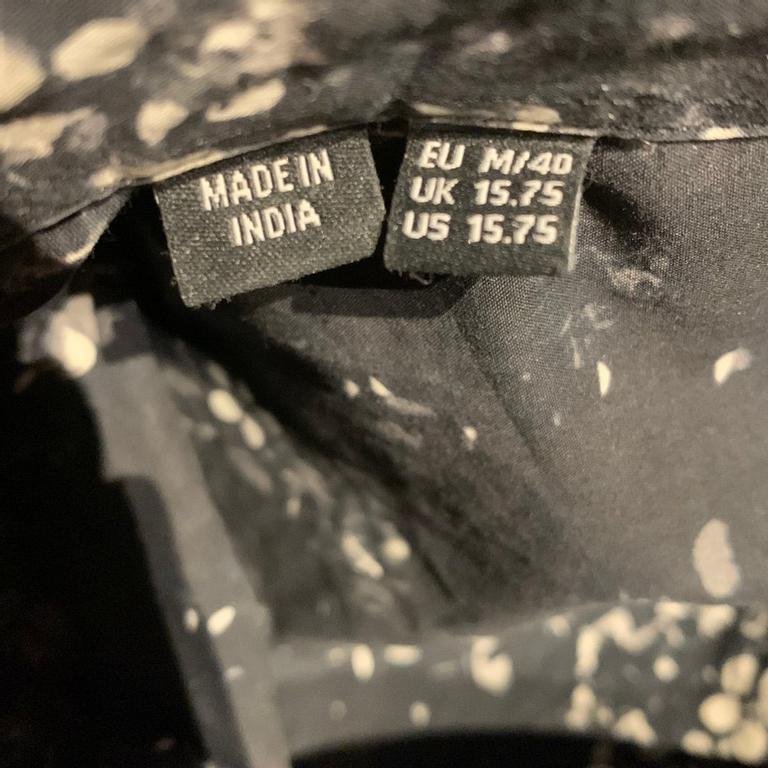 MADE IN
INDIA
EU M/40
UK 15.75
US 15.75